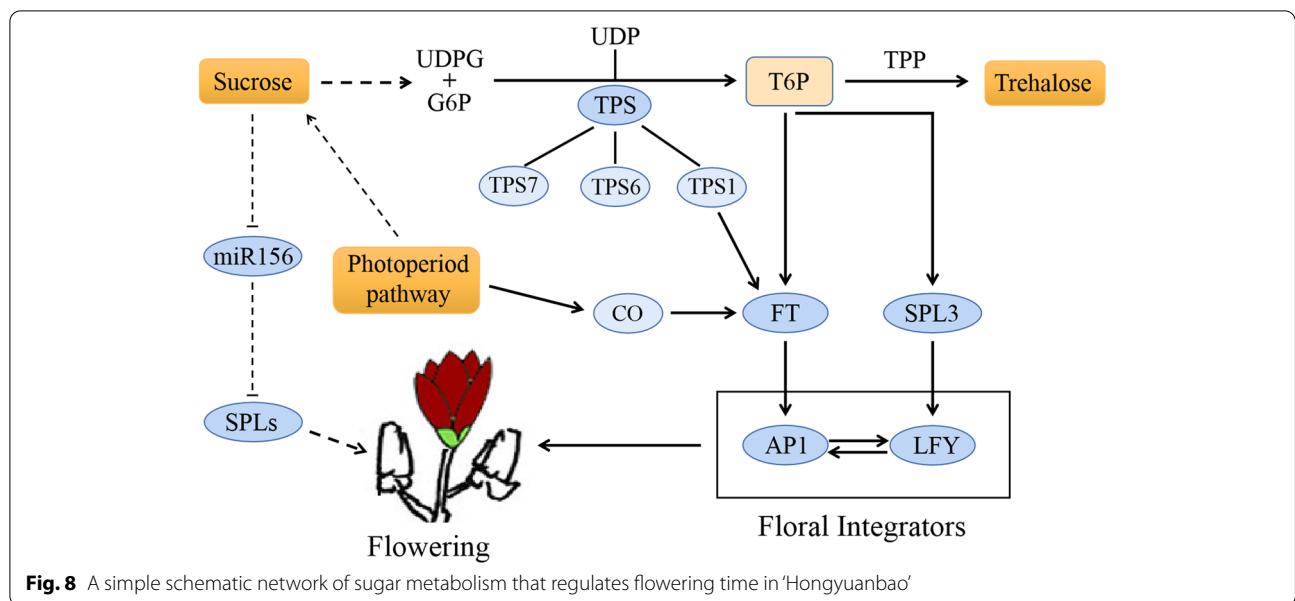 UDP
Sucrose
UDPG
+
G6P
T6P
TPP
Trehalose
TPS
TPS7
TPS6
TPS1
miR156
Photoperiod
pathway
CO
FT
SPL3
SPLs
AP1
LFY
Floral Integrators
Flowering
Fig. 8 A simple schematic network of sugar metabolism that regulates flowering time in ‘Hongyuanbao’